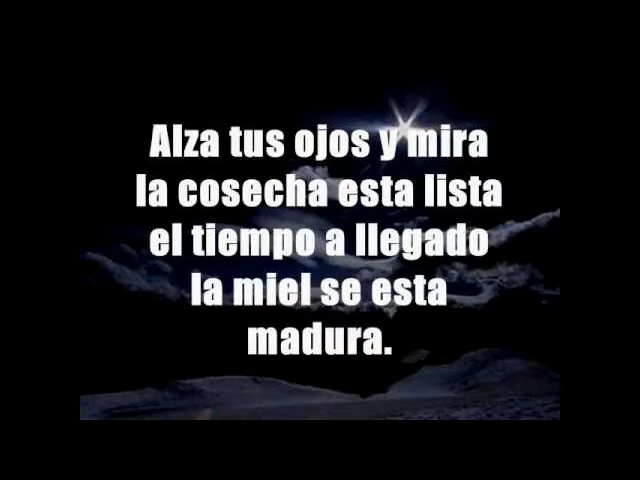 Alza tus ojos y mira
la cosecha esta lista
el tiempo a llegado
la miel se esta
madura.